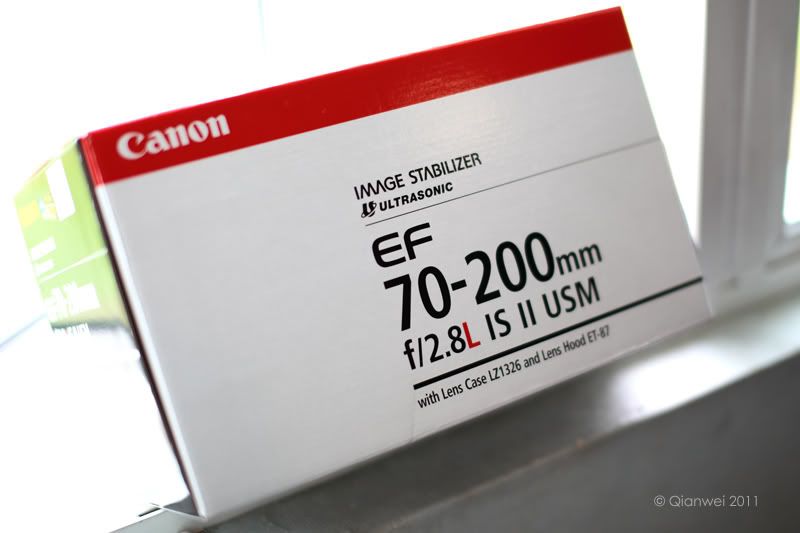 Canon
IMAGE STABILIZER
ULTRASONIC
EF
70-200mm
f/2.8L IS II USM
with Lens Case LZ1326 and Lens Hood ET-87
© Qianwei 2011